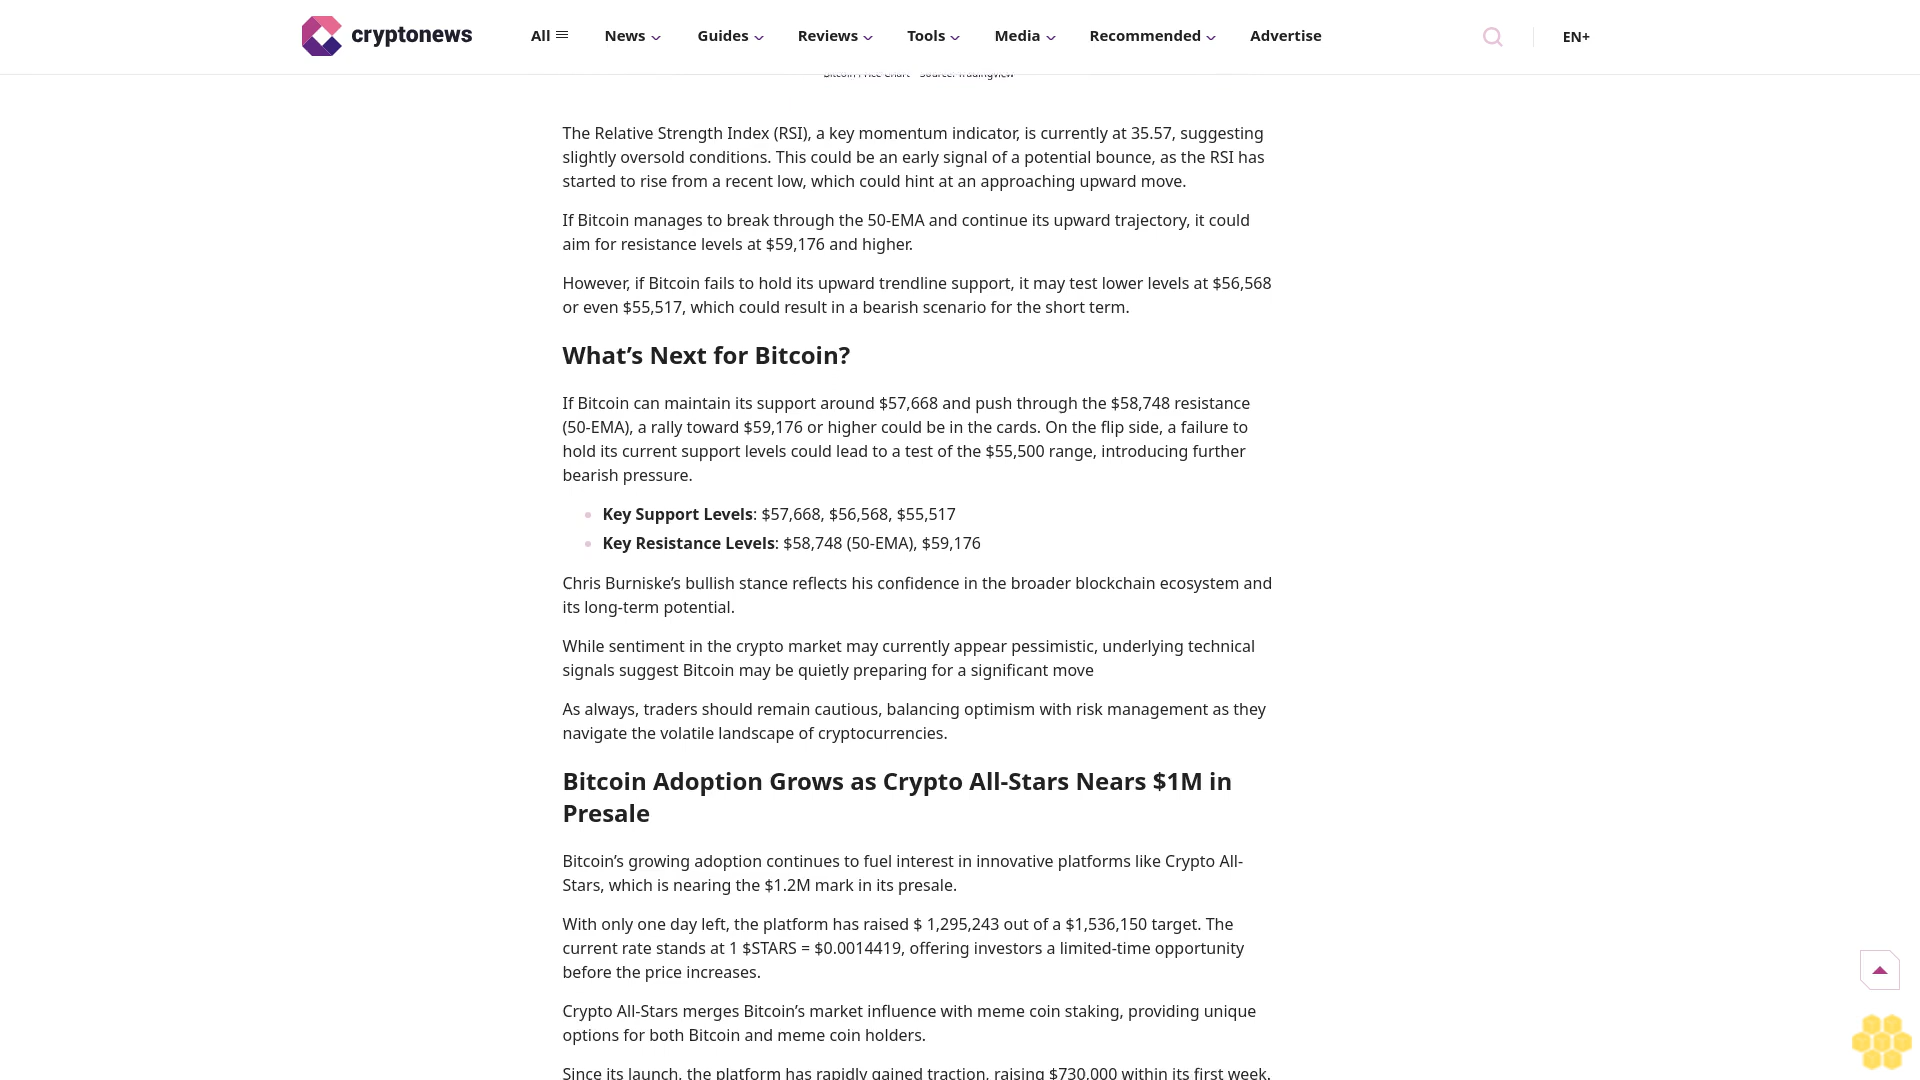 cryptonews
All
News
Guides
Reviews
Tools
Media
Recommended
Advertise
EN+
Bitcoin Price Chart - Source: Tradingview
The Relative Strength Index (RSI), a key momentum indicator, is currently at 35.57, suggesting
slightly oversold conditions. This could be an early signal of a potential bounce, as the RSI has
started to rise from a recent low, which could hint at an approaching upward move.
If Bitcoin manages to break through the 50-EMA and continue its upward trajectory, it could
aim for resistance levels at $59,176 and higher.
However, if Bitcoin fails to hold its upward trendline support, it may test lower levels at $56,568
or even $55,517, which could result in a bearish scenario for the short term.
What’s Next for Bitcoin?
If Bitcoin can maintain its support around $57,668 and push through the $58,748 resistance
(50-EMA), a rally toward $59,176 or higher could be in the cards. On the flip side, a failure to
hold its current support levels could lead to a test of the $55,500 range, introducing further
bearish pressure.
Key Support Levels: $57,668, $56,568, $55,517
Key Resistance Levels: $58,748 (50-EMA), $59,176
Chris Burniske’s bullish stance reflects his confidence in the broader blockchain ecosystem and
its long-term potential.
While sentiment in the crypto market may currently appear pessimistic, underlying technical
signals suggest Bitcoin may be quietly preparing for a significant move
As always, traders should remain cautious, balancing optimism with risk management as they
navigate the volatile landscape of cryptocurrencies.
Bitcoin Adoption Grows as Crypto All-Stars Nears $1M in
Presale
Bitcoin’s growing adoption continues to fuel interest in innovative platforms like Crypto All-
Stars, which is nearing the $1.2M mark in its presale.
With only one day left, the platform has raised $ 1,295,243 out of a $1,536,150 target. The
current rate stands at 1 $STARS = $0.0014419, offering investors a limited-time opportunity
before the price increases.
Crypto All-Stars merges Bitcoin’s market influence with meme coin staking, providing unique
options for both Bitcoin and meme coin holders.
Since its launch, the platform has rapidly gained traction, raising $730,000 within its first week.